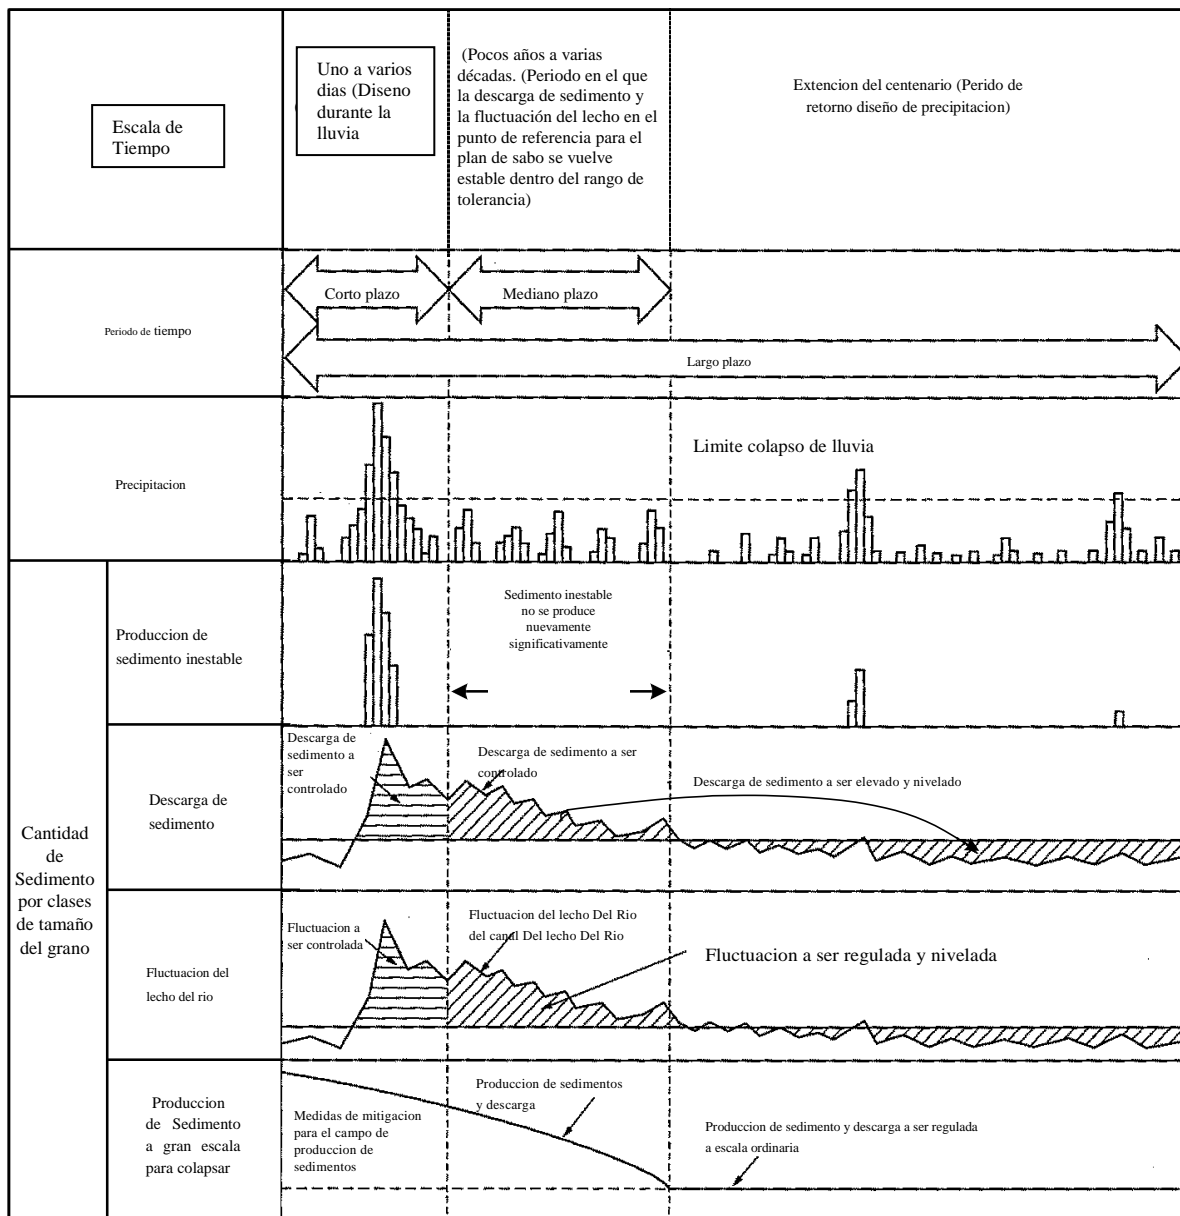 Escala de
Tiempo
Uno a varios
dias (Diseno
durante la
lluvia
(Pocos años a varias
décadas. (Periodo en el que
la descarga de sedimento y
la fluctuación del lecho en el
punto de referencia para el
plan de sabo se vuelve
estable dentro del rango de
tolerancia)
Extencion del centenario (Perido de
retorno diseño de precipitacion)
Periodo de tiempo
Corto plazo
Mediano plazo
Largo plazo
Precipitacion
Limite colapso de lluvia
Cantidad
de
Sedimento
por clases
de tamaño
del grano
Produccion de
sedimento inestable
Sedimento inestable
no se produce
nuevamente
significativamente
Descarga de
sedimento
Descarga de
sedimento a
ser
controlado
Descarga de sedimento a ser
controlado
Descarga de sedimento a ser elevado y nivelado
Fluctuacion del
lecho del rio
Fluctuacion a
ser controlada
Fluctuacion del lecho Del Rio
del canal Del lecho Del Rio
Fluctuacion a ser regulada y nivelada
Produccion
de Sedimento
a gran escala
para colapsar
Medidas de mitigacion
para el campo de
produccion de
sedimentos
Produccion de sedimentos
y descarga
Produccion de sedimento y descarga a ser regulada
a escala ordinaria